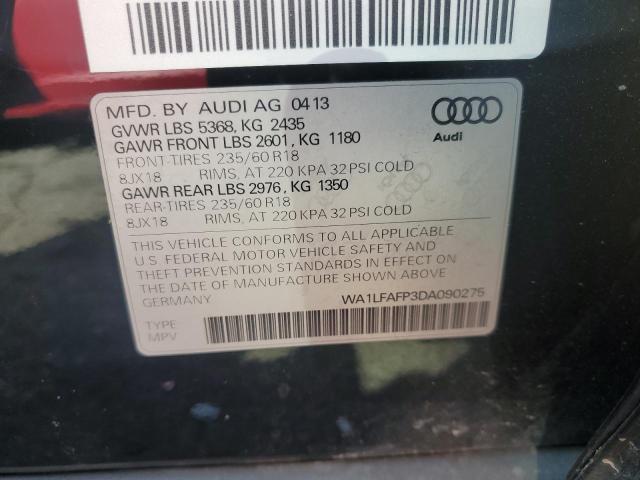 MFD. BY AUDI AG 04 13
GVWR LBS 5368, KG 2435
GAWR FRONT LBS 2601, KG 1180
FRONT-TIRES 235/60 R18
8JX18 RIMS, AT 220 KPA 32 PSI COLD
GAWR REAR LBS 2976, KG 1350
REAR-TIRES 235/60 R18
8JX18 RIMS, AT 220 KPA 32 PSI COLD
Audi
THIS VEHICLE CONFORMS TO ALL APPLICABLE
U.S. FEDERAL MOTOR VEHICLE SAFETY AND
THEFT PREVENTION STANDARDS IN EFFECT ON
THE DATE OF MANUFACTURE SHOWN ABOVE
GERMANY WA1LFAFP3DA090275
TYPE
MPV